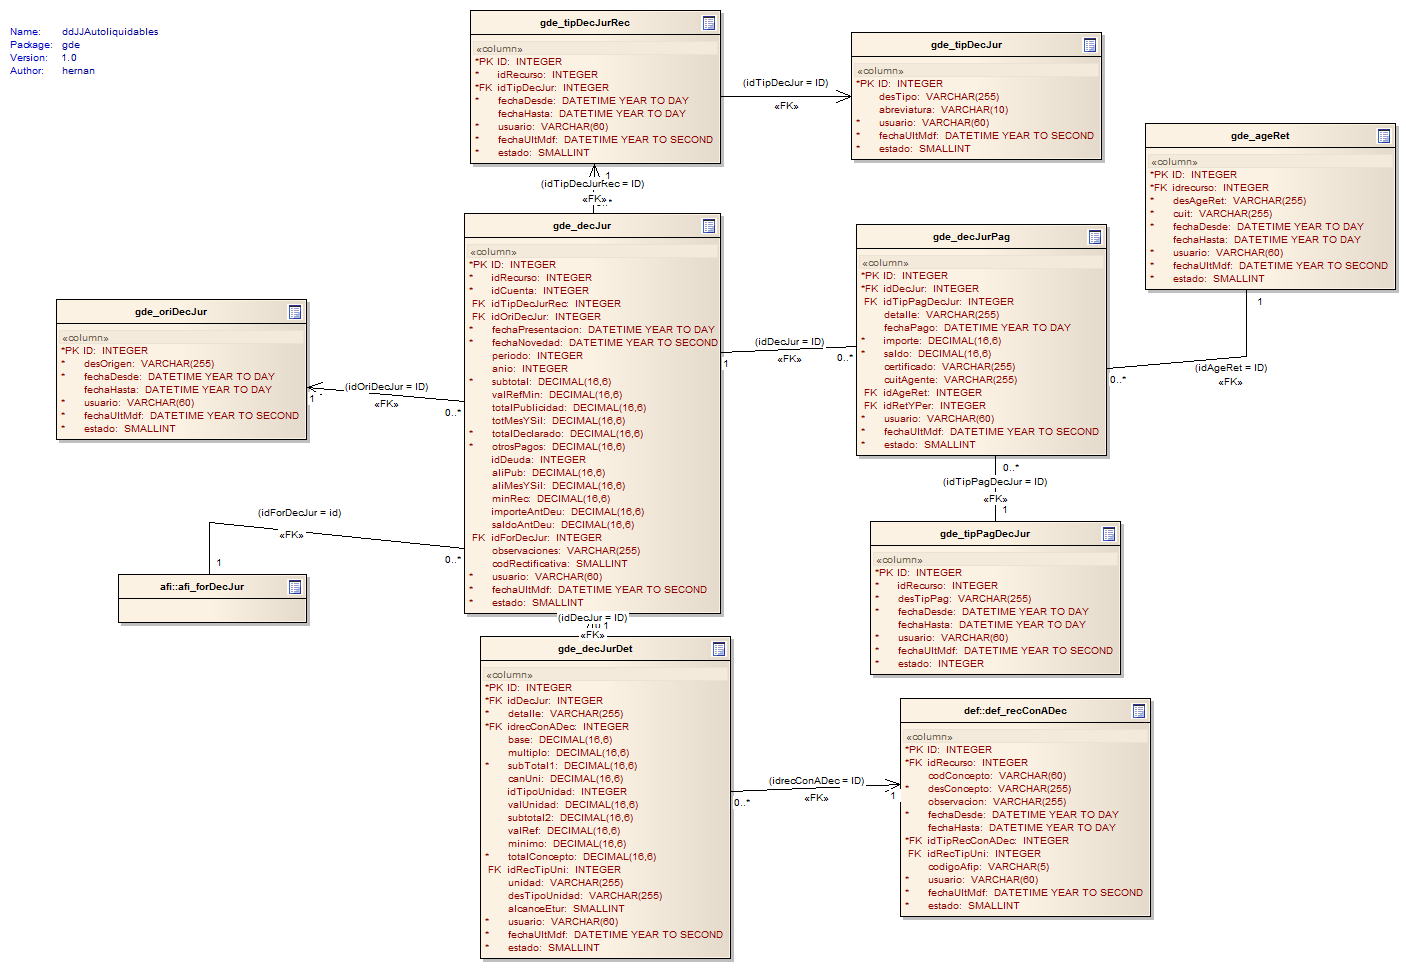 Name: ddJJAutoliquidables
Package: gde
Version: 1.0
Author: hernan
gde_tipDecJurRec
«column»
*PK ID: INTEGER
* idRecurso: INTEGER
*FK idTipDecJur: INTEGER
* fechaDesde: DATETIME YEAR TO DAY
fechaHasta: DATETIME YEAR TO DAY
* usuario: VARCHAR(60)
* fechaUltMdf: DATETIME YEAR TO SECOND
* estado: SMALLINT
(idTipDecJur = ID)
«FK»
gde_tipDecJur
«column»
*PK ID: INTEGER
desTipo: VARCHAR(255)
abreviatura: VARCHAR(10)
* usuario: VARCHAR(60)
* fechaUltMdf: DATETIME YEAR TO SECOND
* estado: SMALLINT
gde_ageRet
«column»
*PK ID: INTEGER
*FK idrecurso: INTEGER
* desAgeRet: VARCHAR(255)
* cuit: VARCHAR(255)
* fechaDesde: DATETIME YEAR TO DAY
fechaHasta: DATETIME YEAR TO DAY
* usuario: VARCHAR(60)
* fechaUltMdf: DATETIME YEAR TO SECOND
* estado: SMALLINT
1
(idTipDecJurRec = ID)
«FK»
gde_decJur
«column»
*PK ID: INTEGER
* idRecurso: INTEGER
* idCuenta: INTEGER
FK idTipDecJurRec: INTEGER
FK idOriDecJur: INTEGER
* fechaPresentacion: DATETIME YEAR TO DAY
* fechaNovedad: DATETIME YEAR TO SECOND
periodo: INTEGER
anio: INTEGER
* subtotal: DECIMAL(16,6)
valRefMin: DECIMAL(16,6)
totalPublicidad: DECIMAL(16,6)
totMesYSil: DECIMAL(16,6)
* totalDeclarado: DECIMAL(16,6)
* otrosPagos: DECIMAL(16,6)
idDeuda: INTEGER
aliPub: DECIMAL(16,6)
aliMesYSil: DECIMAL(16,6)
minRec: DECIMAL(16,6)
importeAntDeu: DECIMAL(16,6)
saldoAntDeu: DECIMAL(16,6)
FK idForDecJur: INTEGER
observaciones: VARCHAR(255)
codRectificativa: SMALLINT
* usuario: VARCHAR(60)
* fechaUltMdf: DATETIME YEAR TO SECOND
* estado: SMALLINT
gde_decJurPag
«column»
*PK ID: INTEGER
*FK idDecJur: INTEGER
FK idTipPagDecJur: INTEGER
detalle: VARCHAR(255)
fechaPago: DATETIME YEAR TO DAY
* importe: DECIMAL(16,6)
* saldo: DECIMAL(16,6)
certificado: VARCHAR(255)
cuitAgente: VARCHAR(255)
FK idAgeRet: INTEGER
FK idRetYPer: INTEGER
* usuario: VARCHAR(60)
* fechaUltMdf: DATETIME YEAR TO SECOND
* estado: SMALLINT
1
(idAgeRet = ID)
«FK»
0..*
(idDecJur = ID)
«FK»
1
0..*
gde_oriDecJur
«column»
*PK ID: INTEGER
* desOrigen: VARCHAR(255)
* fechaDesde: DATETIME YEAR TO DAY
fechaHasta: DATETIME YEAR TO DAY
* usuario: VARCHAR(60)
* fechaUltMdf: DATETIME YEAR TO SECOND
* estado: SMALLINT
(idOriDecJur = ID)
«FK»
1
0..*
0..*
(idTipPagDecJur = ID)
«FK»
1
gde_tipPagDecJur
«column»
*PK ID: INTEGER
* idRecurso: INTEGER
* desTipPag: VARCHAR(255)
* fechaDesde: DATETIME YEAR TO DAY
fechaHasta: DATETIME YEAR TO DAY
* usuario: VARCHAR(60)
* fechaUltMdf: DATETIME YEAR TO SECOND
* estado: INTEGER
(idForDecJur = id)
«FK»
1
0..*
afi::afi_forDecJur
(idDecJur = ID)
1
«FK»
gde_decJurDet
«column»
*PK ID: INTEGER
*FK idDecJur: INTEGER
* detalle: VARCHAR(255)
*FK idrecConADec: INTEGER
base: DECIMAL(16,6)
multiplo: DECIMAL(16,6)
* subTotal1: DECIMAL(16,6)
canUni: DECIMAL(16,6)
idTipoUnidad: INTEGER
valUnidad: DECIMAL(16,6)
subtotal2: DECIMAL(16,6)
valRef: DECIMAL(16,6)
minimo: DECIMAL(16,6)
* totalConcepto: DECIMAL(16,6)
FK idRecTipUni: INTEGER
unidad: VARCHAR(255)
desTipoUnidad: VARCHAR(255)
alcanceEtur: SMALLINT
* usuario: VARCHAR(60)
* fechaUltMdf: DATETIME YEAR TO SECOND
* estado: SMALLINT
(idrecConADec = ID)
«FK»
0..*
1
def::def_recConADec
«column»
*PK ID: INTEGER
*FK idRecurso: INTEGER
codConcepto: VARCHAR(60)
* desConcepto: VARCHAR(255)
observacion: VARCHAR(255)
* fechaDesde: DATETIME YEAR TO DAY
fechaHasta: DATETIME YEAR TO DAY
*FK idTipRecConADec: INTEGER
FK idRecTipUni: INTEGER
codigoAfip: VARCHAR(5)
* usuario: VARCHAR(60)
* fechaUltMdf: DATETIME YEAR TO SECOND
* estado: SMALLINT